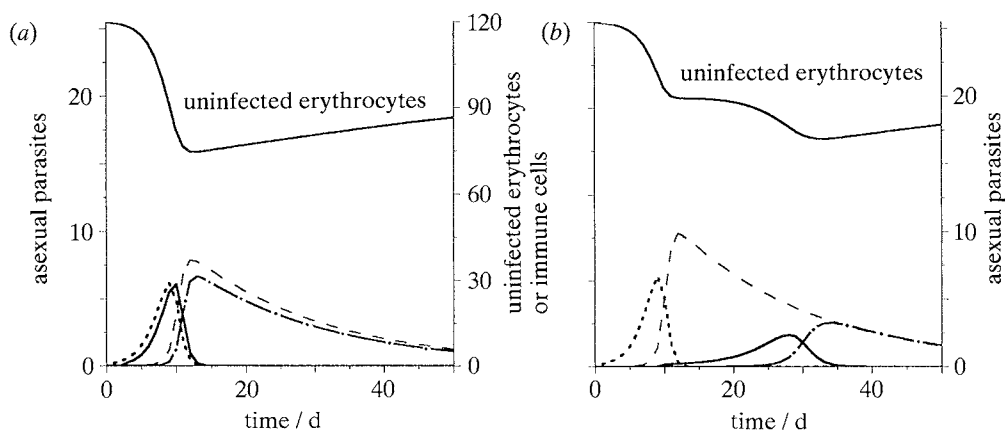 (a)
120
(b)
uninfected erythrocytes
uninfected erythrocytes
20
90
20
asexual parasites
60
uninfected erythrocytes
or immune cells
asexual parasites
10
30
10
0
0
0
0
20
40
0
20
40
time / d
time / d